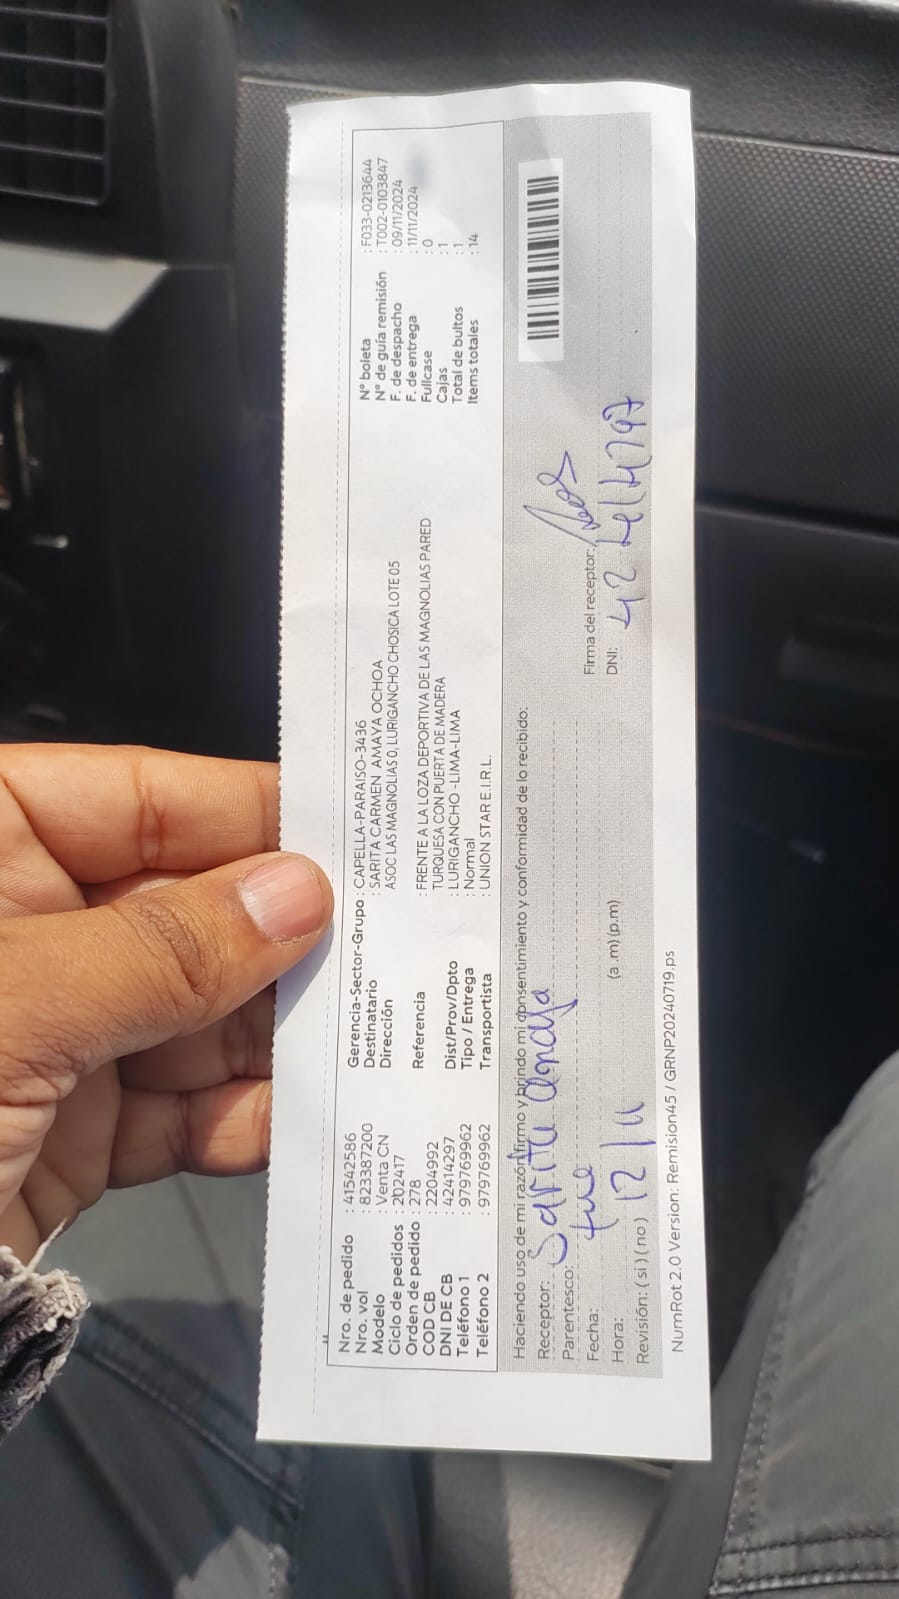 Nro. de pedido : 41542586
Nro. vol : 823387200
Modelo : Venta CN
Ciclo de pedidos : 202417
Orden de pedido : 278
COD CB : 2204992
DNI DE CB : 42414297
Teléfono 1 : 979769962
Teléfono 2 : 979769962
Gerencia-Sector-Grupo : CAPELLA-PARAISO-3436
Destinatario : SARITA CARMEN AMAYA OCHOA
Dirección ASOC LAS MAGNOLIAS 0, LURIGANCHO CHOSICA LOTE 05
Referencia : FRENTE A LA LOZA DEPORTIVA DE LAS MAGNOLIAS PARED
TURQUESA CON PUERTA DE MADERA
Dist/Prov/Dpto : LURIGANCHO -LIMA-LIMA
Tipo / Entrega : Normal
Transportista : UNION STAR E.I.R.L.
N° boleta : F033-0213644
N° de guía remisión : T002-0103847
F. de despacho : 09/11/2024
F. de entrega : 11/11/2024
Fullcase : 0
Cajas : 1
Total de bultos : 1
Items totales : 14
Haciendo uso de mi razón firmo y brindo mi consentimiento y conformidad de lo recibido:
Receptor: Sarita Amaya
Parentesco:
Fecha:
Hora: 12/11 (a.m) (p.m)
Revisión: ( si ) ( no )
Firma del receptor:
DNI: 42414297
NumRot 2.0 Version: Remision45 / GRNP20240719.ps